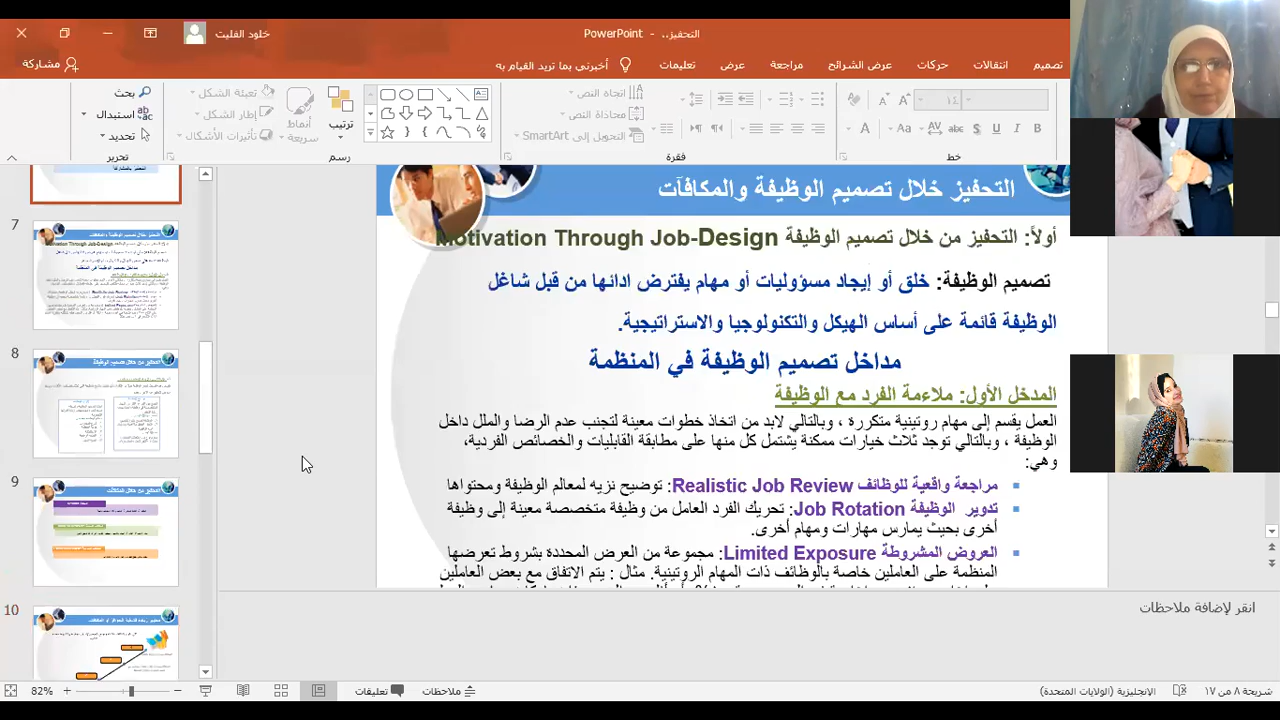 التحفيز.. - PowerPoint
خلود الفليت
تصميم
انتقالات
حركات
عرض الشرائح
مراجعة
عرض
تعليمات
أخبرني بما تريد القيام به
مشاركة
بحث
استبدال
تحديد
تحرير
تعبئة الشكل
إطار الشكل
تأثيرات الأشكال
أنماط سريعة
ترتيب
رسم
اتجاه النص
محاذاة النص
التحويل إلى SmartArt
فقرة
خط
التحفيز خلال تصميم الوظيفة والمكافآت
أولاً: التحفيز من خلال تصميم الوظيفة Motivation Through Job-Design
تصميم الوظيفة: خلق أو إيجاد مسؤوليات أو مهام يفترض ادائها من قبل شاغل
الوظيفة قائمة على أساس الهيكل والتكنولوجيا والاستراتيجية.
مداخل تصميم الوظيفة في المنظمة
المدخل الأول: ملاءمة الفرد مع الوظيفة
العمل يقسم إلى مهام روتينية متكررة ، وبالتالي لابد من اتخاذ خطوات معينة لتجنب عدم الرضا والملل داخل
الوظيفة ، وبالتالي توجد ثلاث خيارات ممكنة يشتمل كل منها على مطابقة القابليات والخصائص الفردية،
وهي:
مراجعة واقعية للوظائف Realistic Job Review: توضيح نزيه لمعالم الوظيفة ومحتواها
تدوير الوظيفة Job Rotation: تحريك الفرد العامل من وظيفة متخصصة معينة إلى وظيفة
أخرى بحيث يمارس مهارات ومهام أخرى.
العروض المشروطة Limited Exposure: مجموعة من العرض المحددة بشروط تعرضها
المنظمة على العاملين خاصة بالوظائف ذات المهام الروتينية. مثال : يتم الاتفاق مع بعض العاملين
7
8
9
10
انقر لإضافة ملاحظات
شريحة ٨ من ١٧
الانجليزية (الولايات المتحدة)
ملاحظات
تعليقات
82%